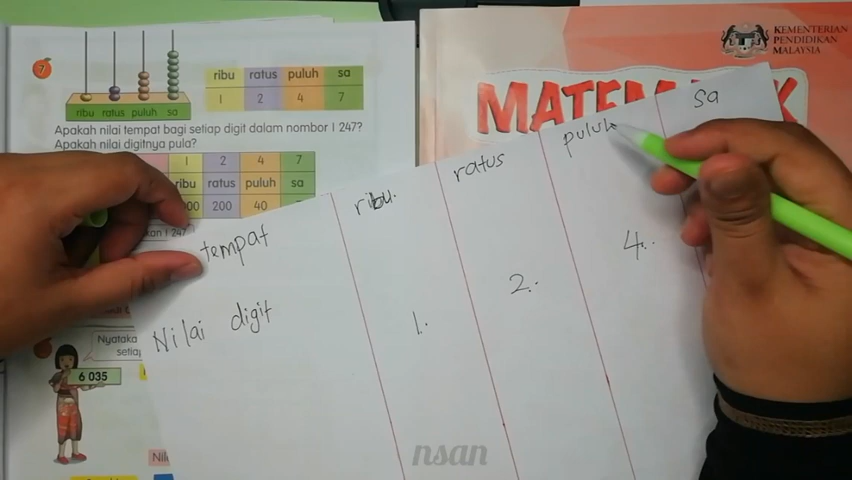 7
ribu ratus puluh sa
1 2 4 7
ribu ratus puluh sa
Apakah nilai tempat bagi setiap digit dalam nombor 1 247?
Apakah nilai digitnya pula?
1 2 4 7
ribu ratus puluh sa
200 40
KEMENTERIAN
PENDIDIKAN
MALAYSIA
tempat ribu. ratus puluh sa
Nilai digit 1. 2. 4.
Nyataka
setiap
6 035
nsan